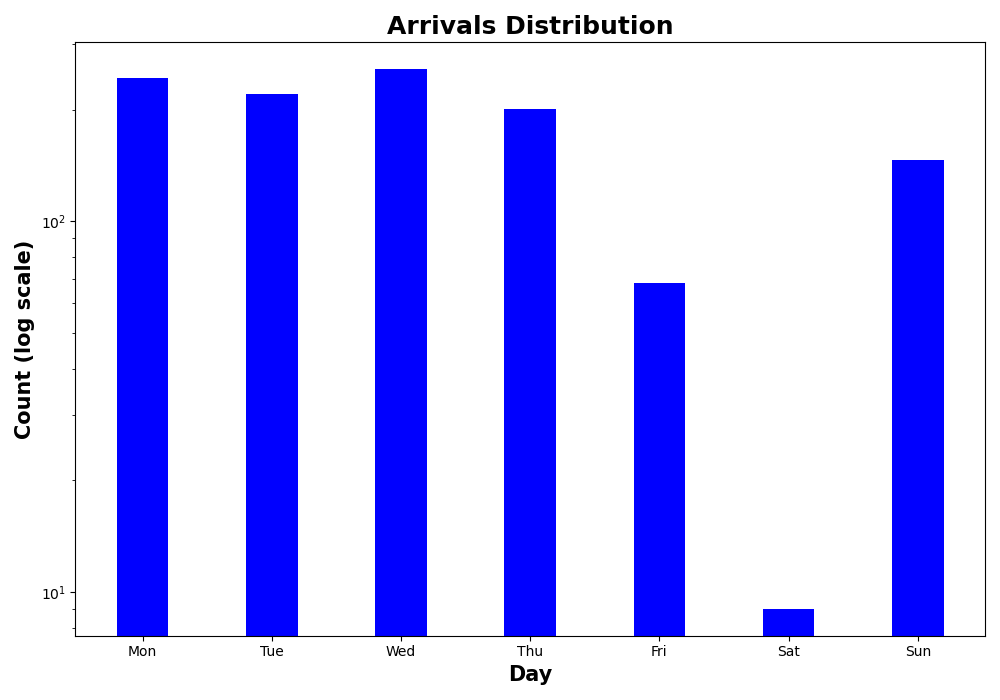 Arrivals Distribution
Count (log scale)
10²
10¹
Mon Tue Wed Thu Fri Sat Sun
Day